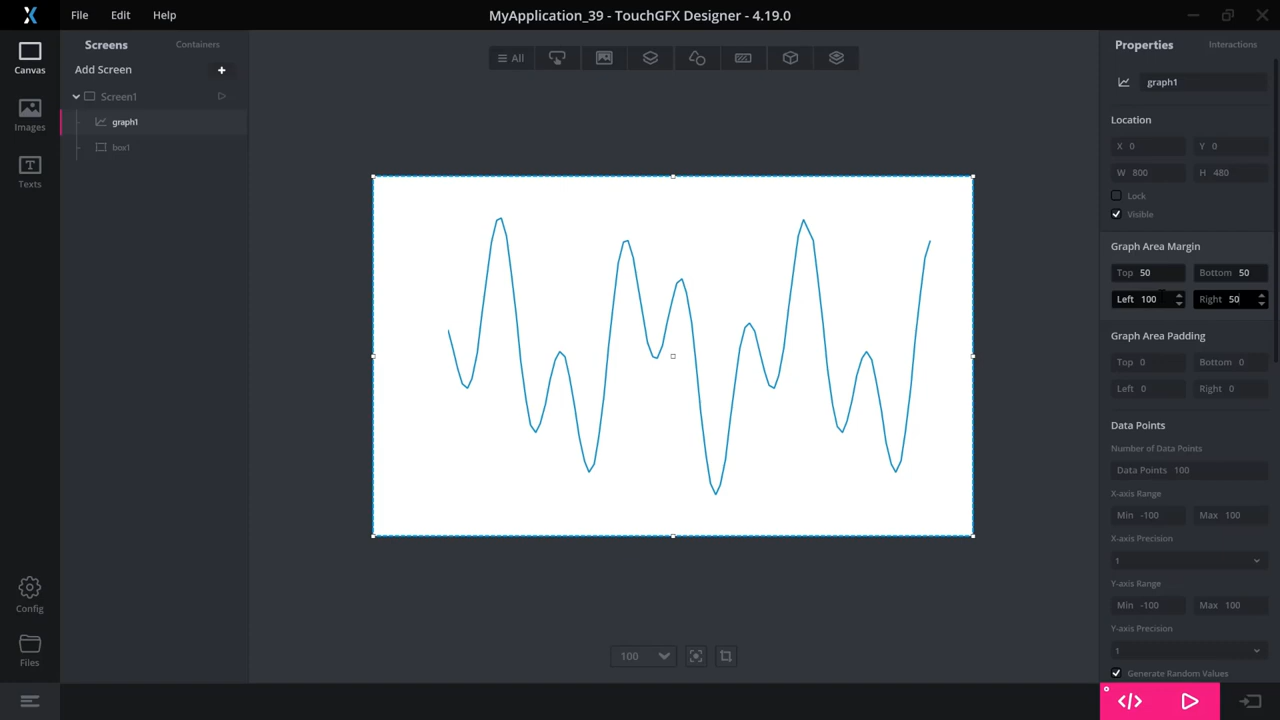 File Edit Help
MyApplication_39 - TouchGFX Designer - 4.19.0
Canvas
Images
Texts
Config
Files
Screens Containers
Add Screen +
Screen1
graph1
box1
All
100
Properties Interactions
graph1
Location
X 0 Y 0
W 800 H 480
Lock
Visible
Graph Area Margin
Top 50 Bottom 50
Left 100 Right 50
Graph Area Padding
Top 0 Bottom 0
Left 0 Right 0
Data Points
Number of Data Points
Data Points 100
X-axis Range
Min -100 Max 100
X-axis Precision
1
Y-axis Range
Min -100 Max 100
Y-axis Precision
1
Generate Random Values